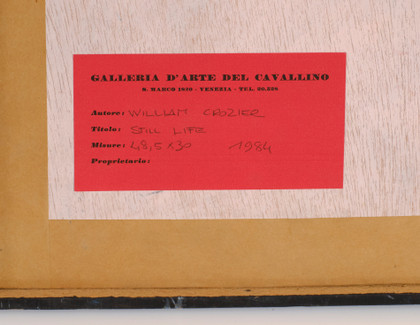 GALLERIA D'ARTE DEL CAVALLINO
S. MARCO 1820 - VENEZIA - TEL. 20.528
Autore: WILLIAM CROZIER
Titolo: STILL LIFE
Misure: 48,5 x 30 1984
Proprietario: